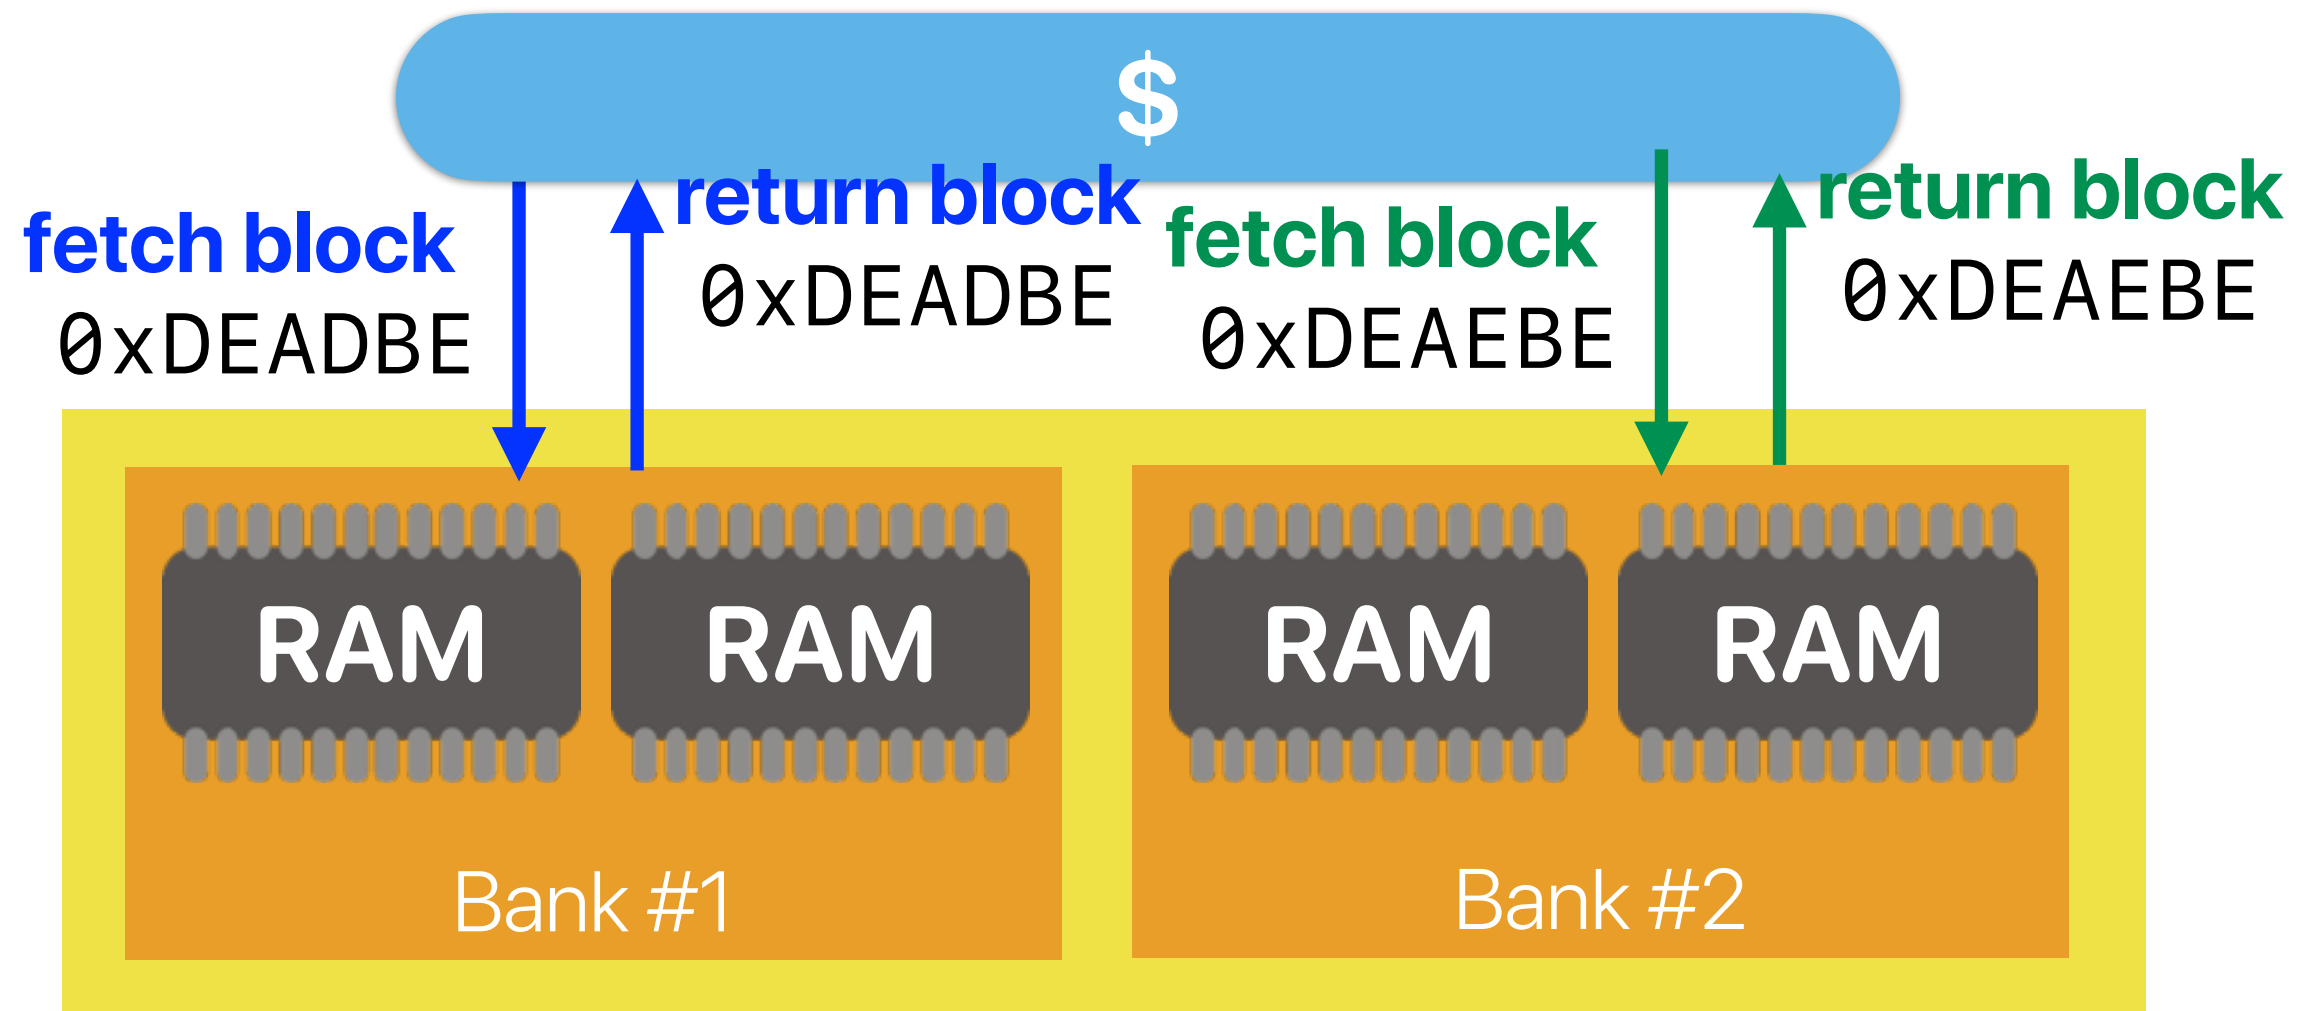 $
fetch block
0xDEADBE
return block
0xDEADBE
fetch block
0xDEAEBE
return block
0xDEAEBE
RAM
RAM
RAM
RAM
Bank #1
Bank #2